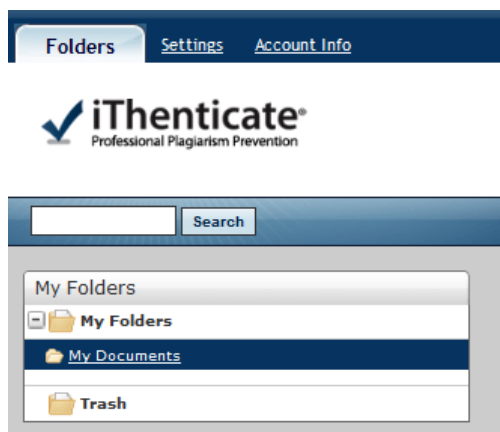 Folders Settings Account Info
iThenticate®
Professional Plagiarism Prevention
Search
My Folders
My Folders
My Documents
Trash